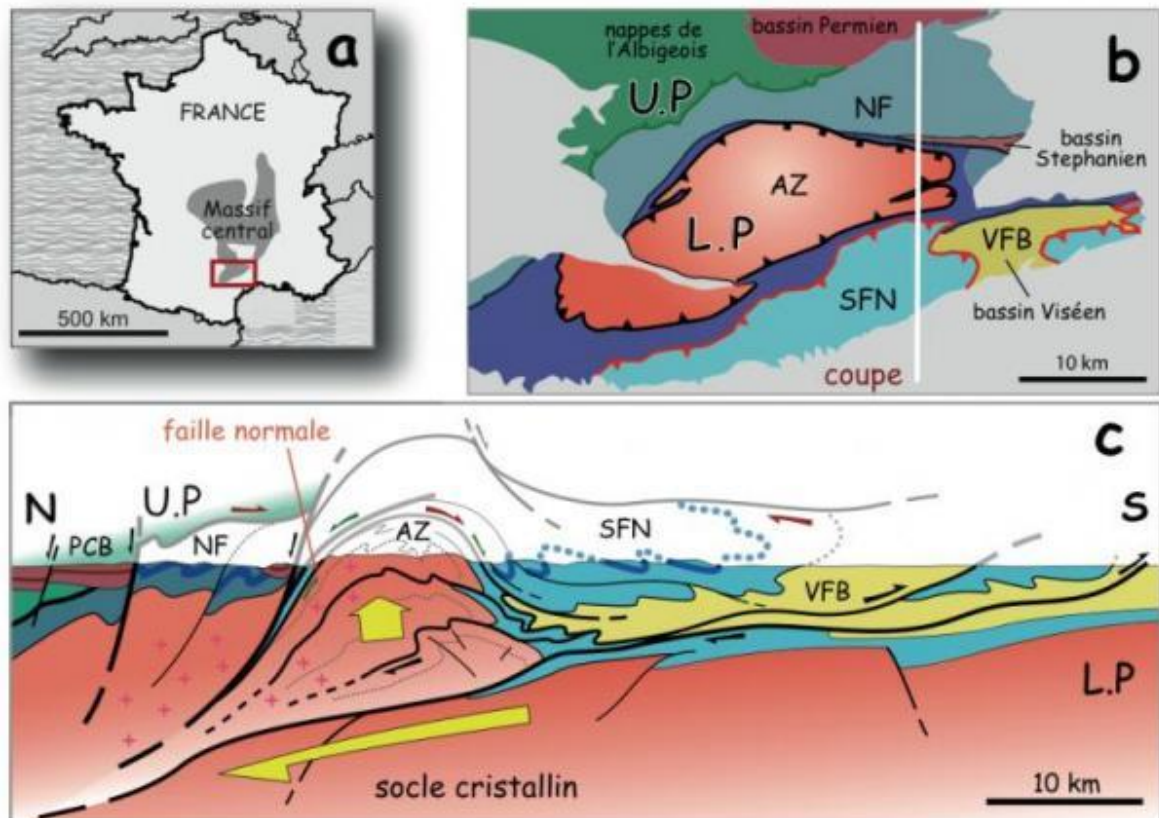 a
FRANCE
Massif
central
500 km
b
nappes de
l'Albigeois
bassin Permien
U.P
NF
bassin
Stephanien
AZ
L.P
VFB
SFN
bassin Viséen
coupe
10 km
c
faille normale
N
U.P
S
PCB
NF
AZ
SFN
VFB
L.P
socle cristallin
10 km